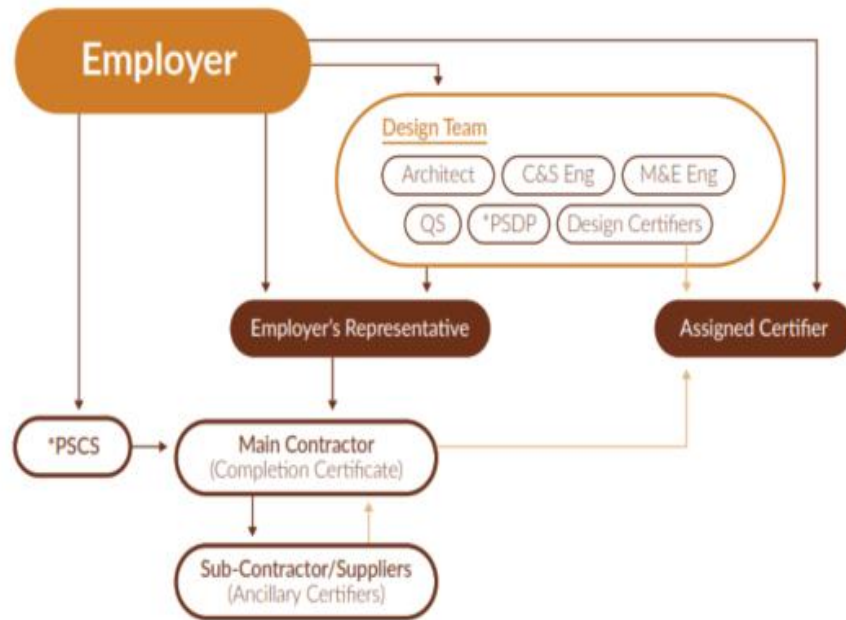 Employer
Design Team
Architect
C&S Eng
M&E Eng
QS
*PSDP
Design Certifiers
Employer's Representative
Assigned Certifier
*PSCS
Main Contractor
(Completion Certificate)
Sub-Contractor/Suppliers
(Ancillary Certifiers)